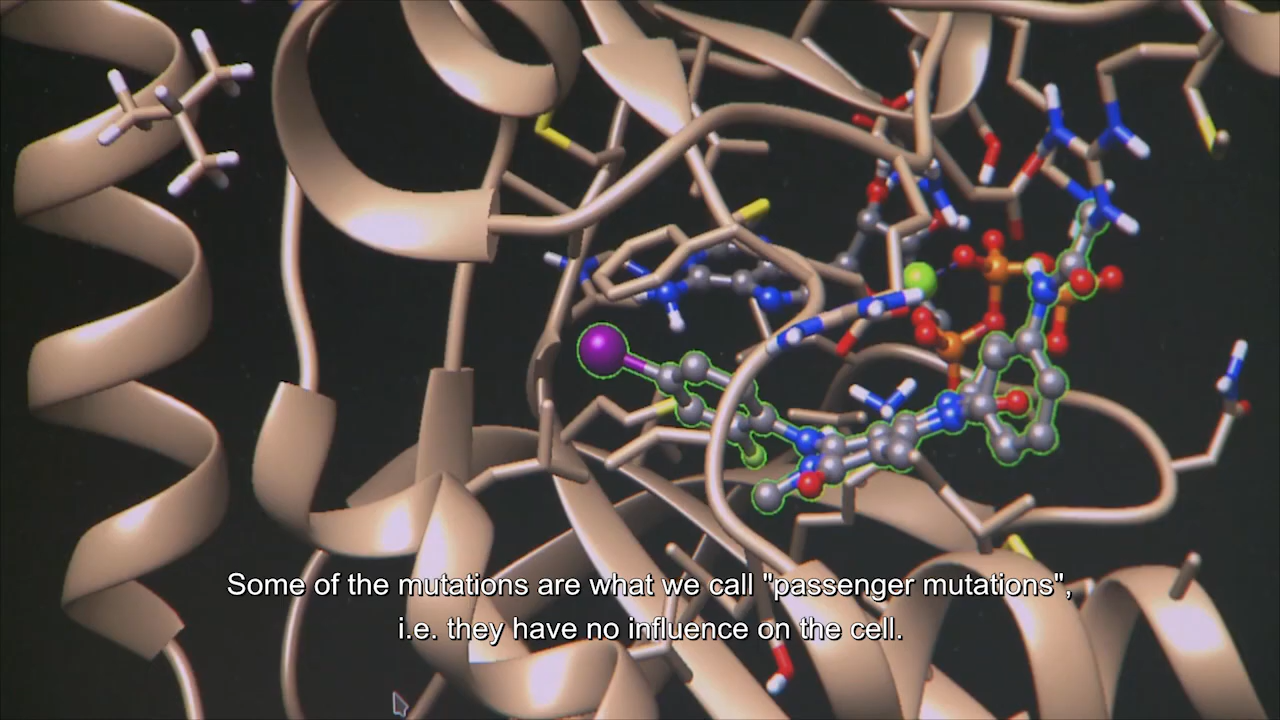 Some of the mutations are what we call "passenger mutations",
i.e. they have no influence on the cell.